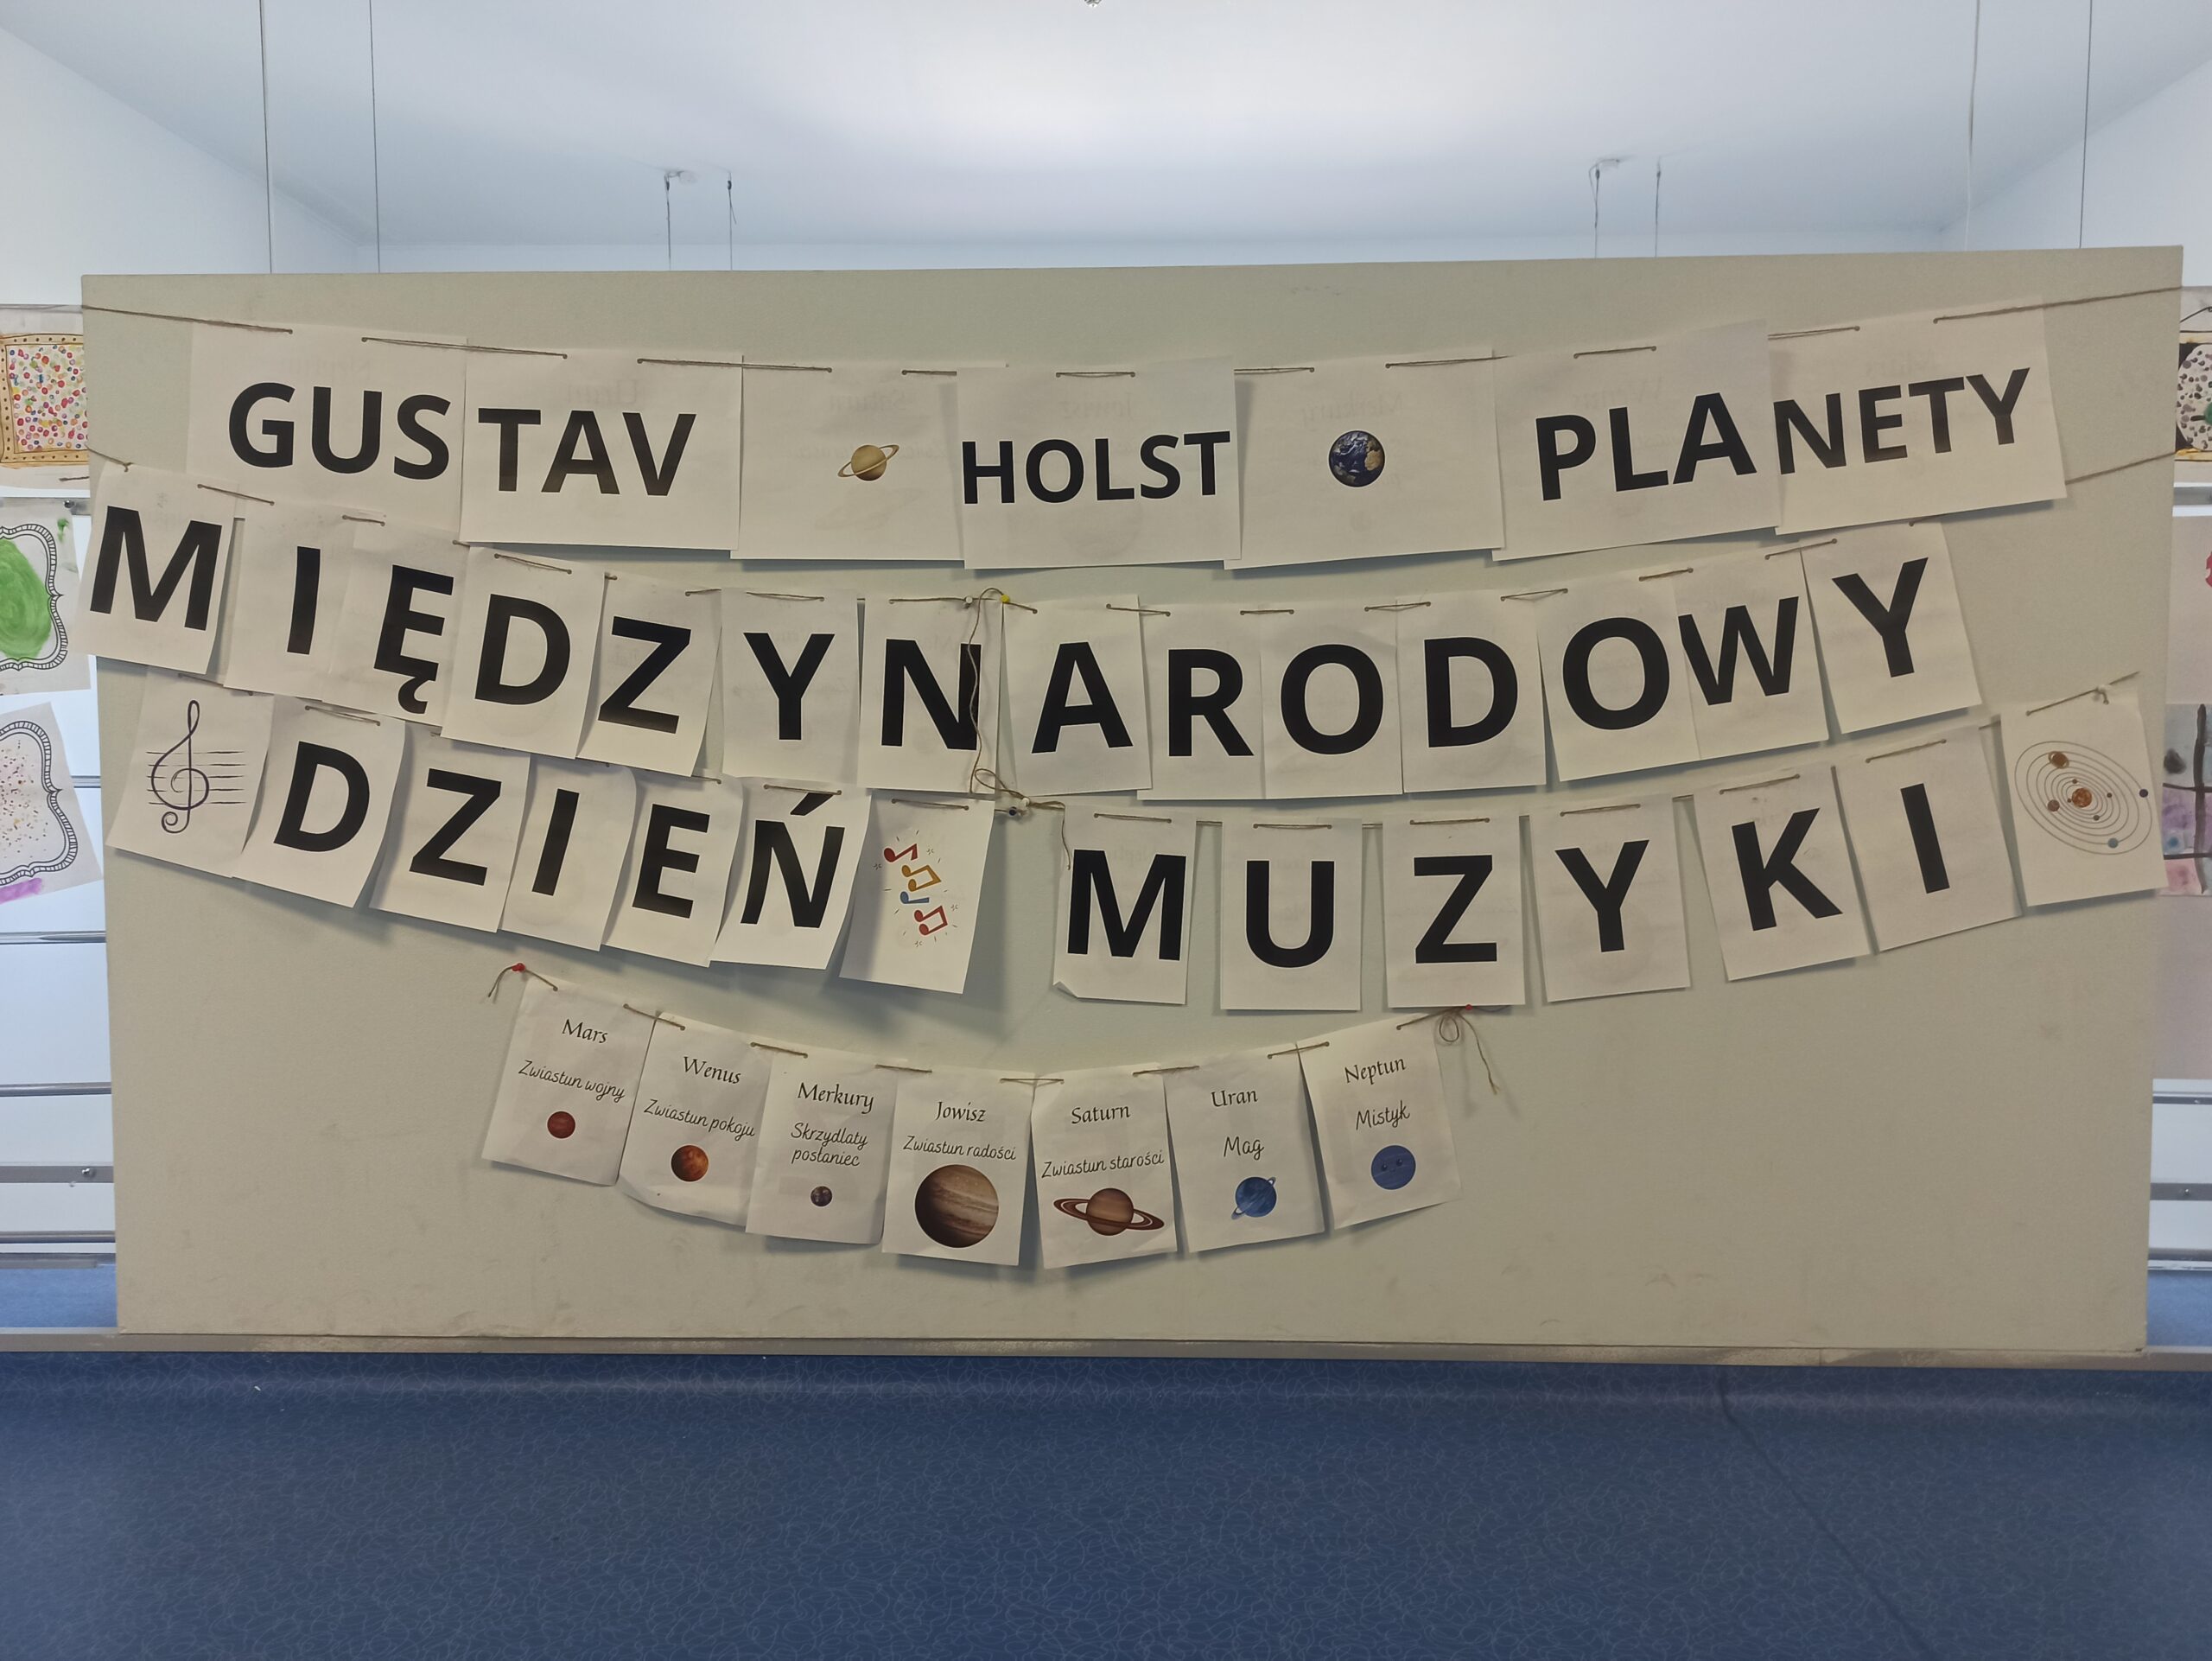 GUSTAV HOLST PLANETY
MIĘDZYNARODOWY
DZIEŃ MUZYKI
Mars
Zwiastun wojny
Wenus
Zwiastun pokoju
Merkury
Skrzydlaty
posłaniec
Jowisz
Zwiastun radości
Saturn
Zwiastun starości
Uran
Mag
Neptun
Mistyk